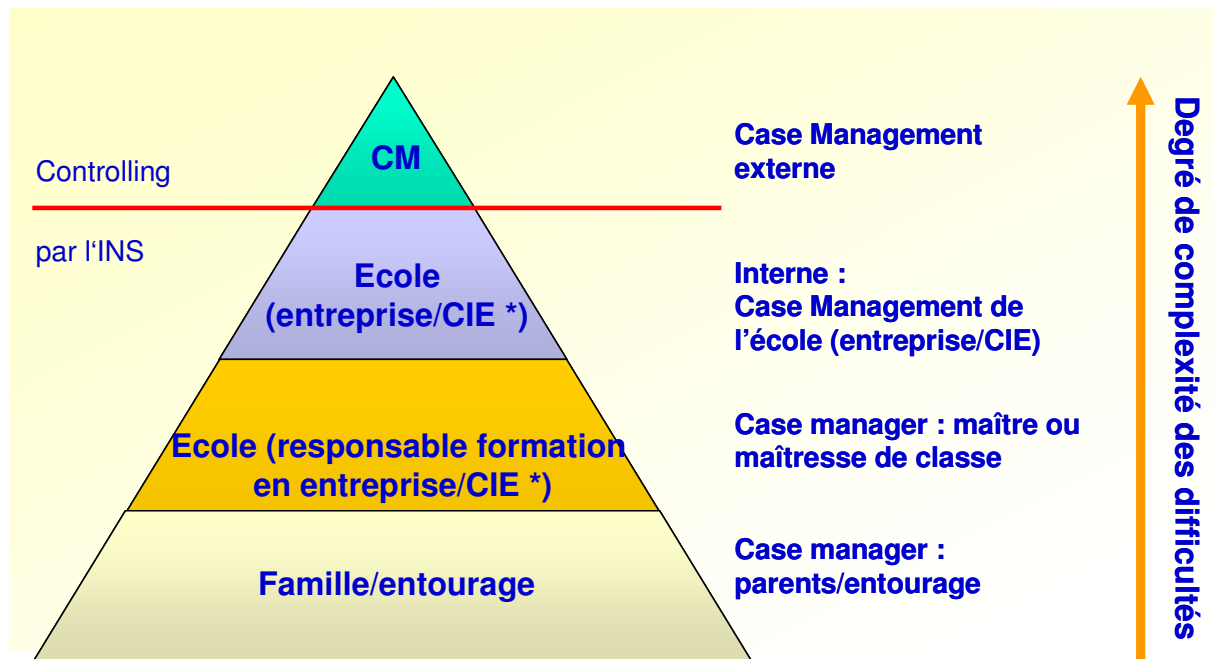 Controlling
par l‘INS
CM
Ecole
(entreprise/CIE *)
Ecole (responsable formation
en entreprise/CIE *)
Famille/entourage
Case Management
externe
Interne :
Case Management de
l’école (entreprise/CIE)
Case manager : maître ou
maîtresse de classe
Case manager :
parents/entourage
Degré de complexité des difficultés